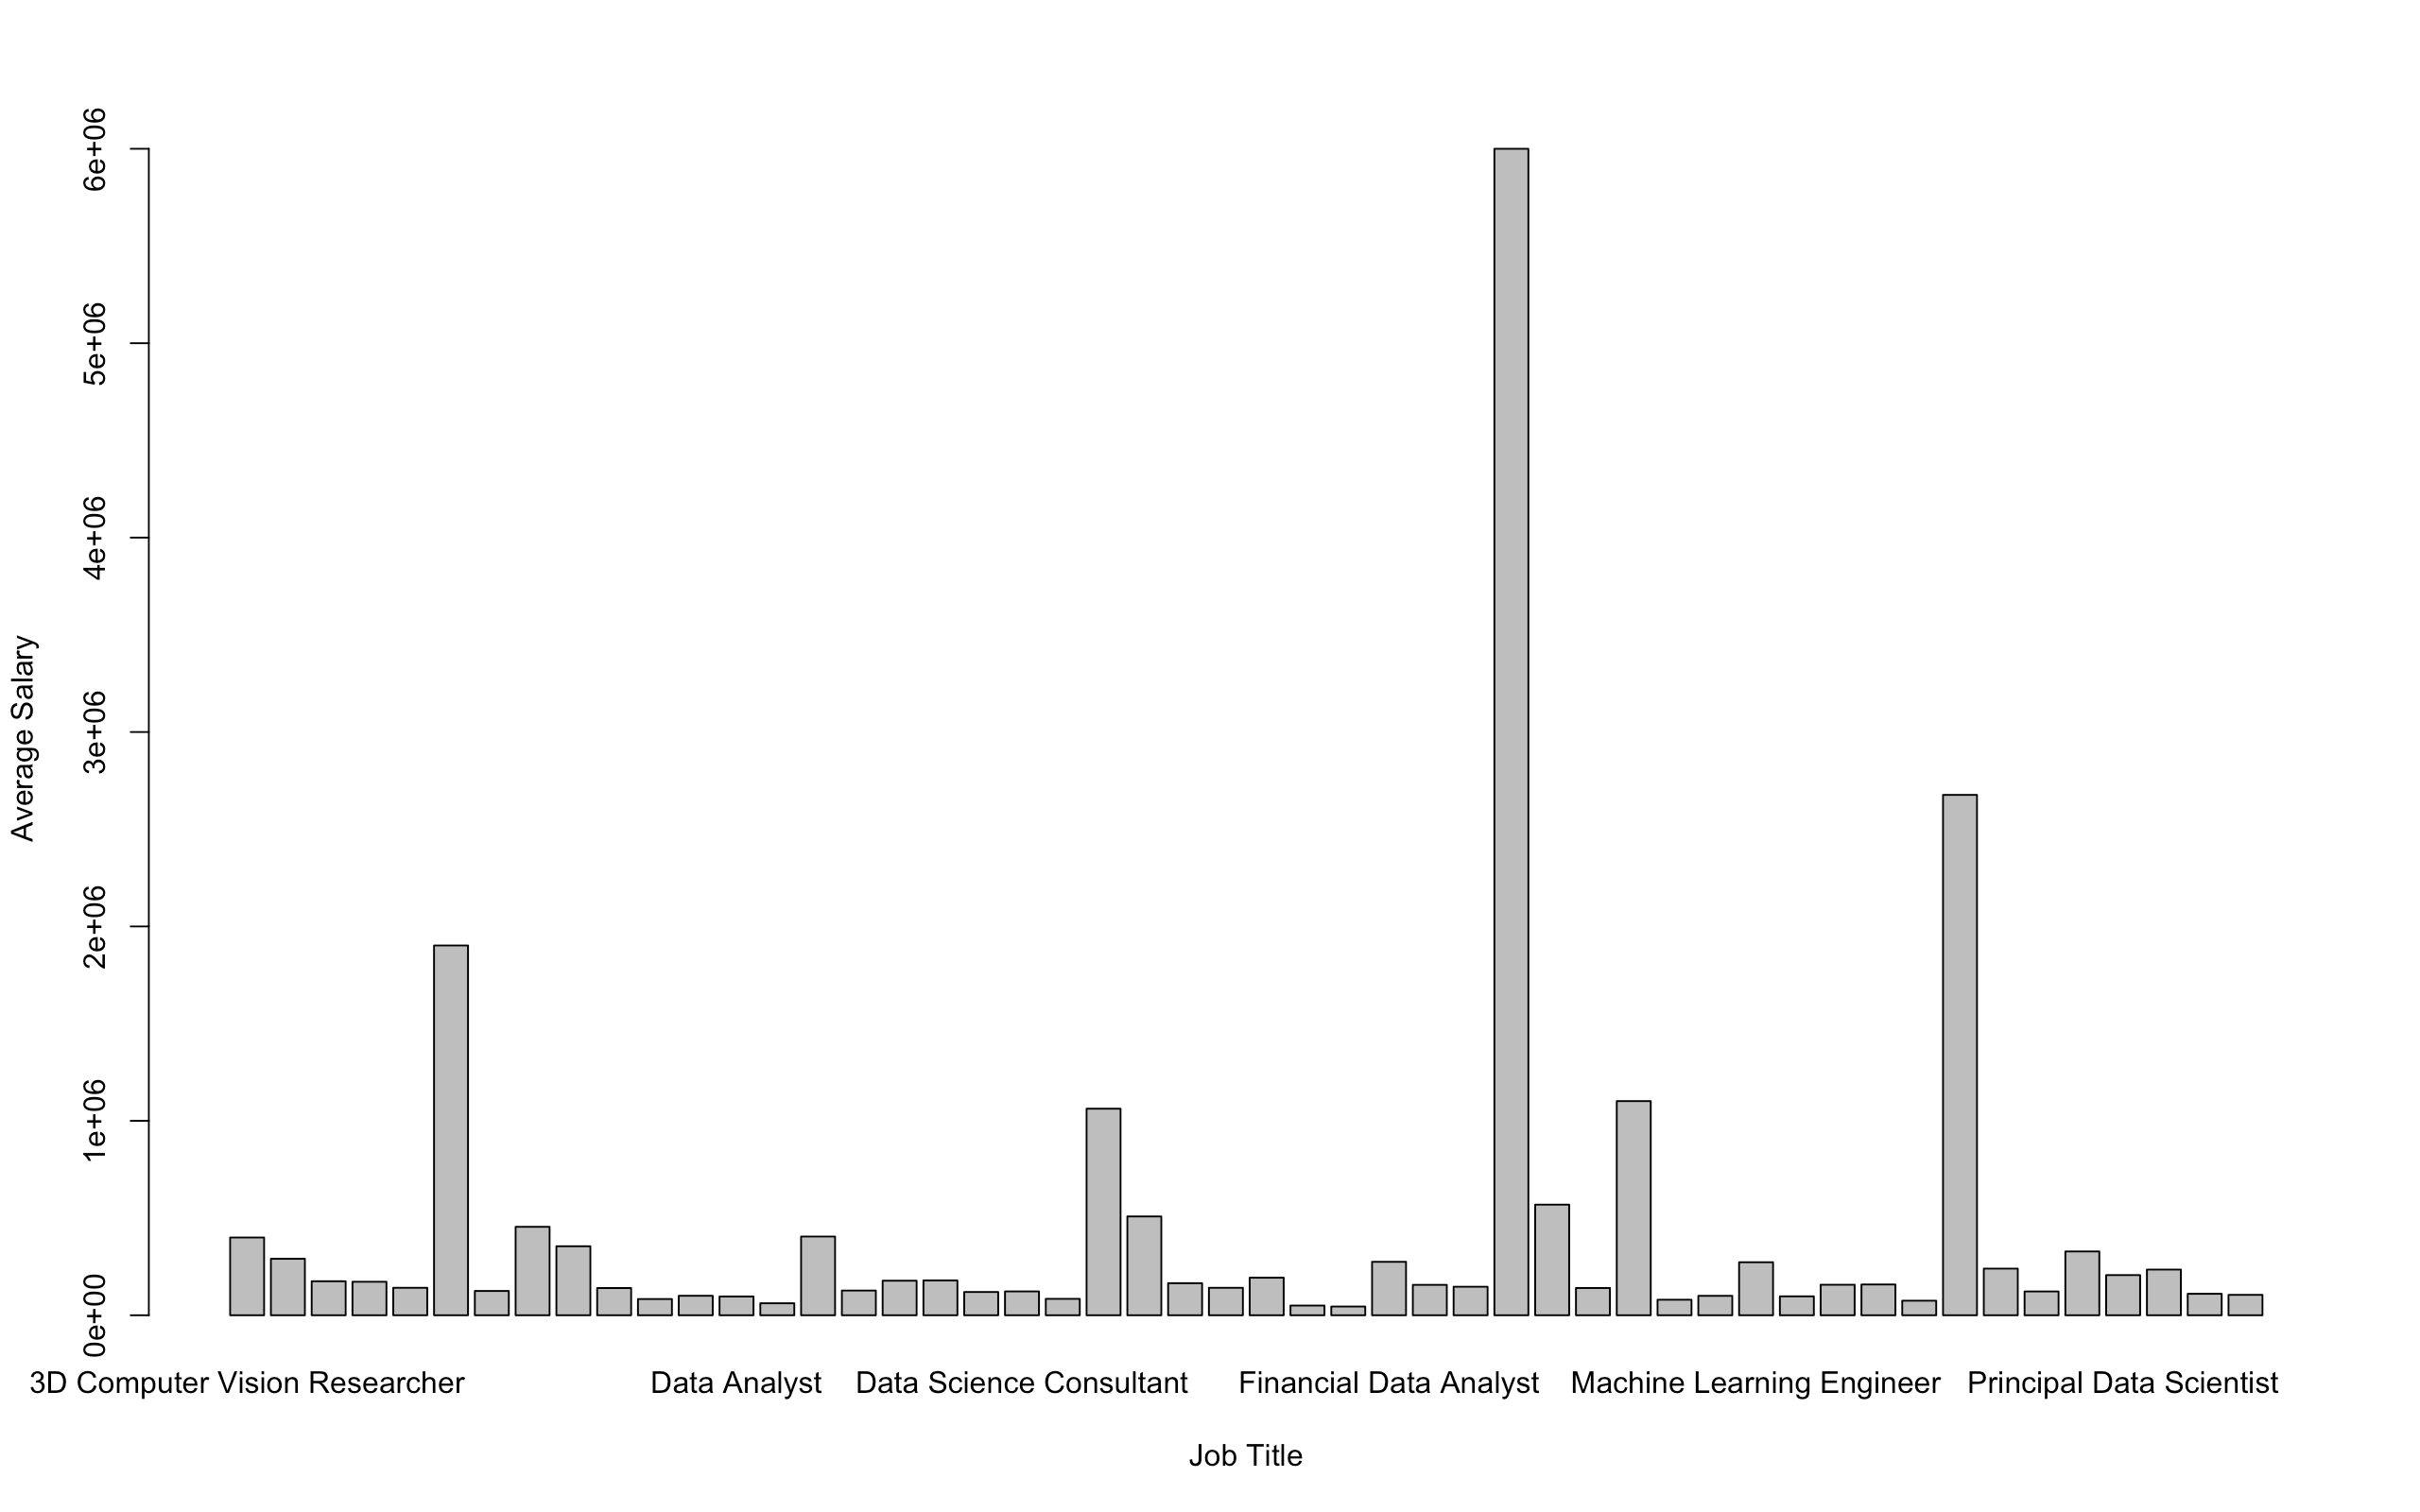 6e+06
5e+06
4e+06
3e+06
2e+06
1e+06
0e+00
Average Salary
3D Computer Vision Researcher
Data Analyst
Data Science Consultant
Financial Data Analyst
Machine Learning Engineer
Principal Data Scientist
Job Title